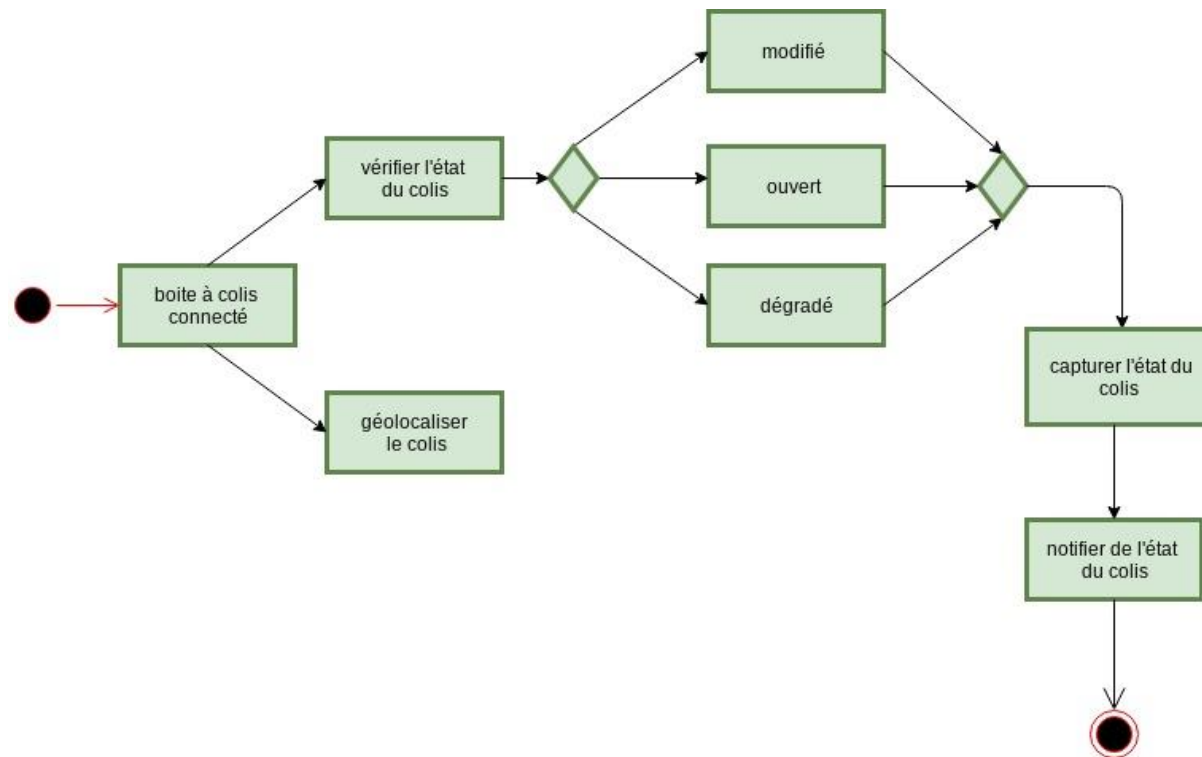 modifié
vérifier l'état
du colis
ouvert
boite à colis
connecté
dégradé
capturer l'état du
colis
géolocaliser
le colis
notifier de l'état
du colis